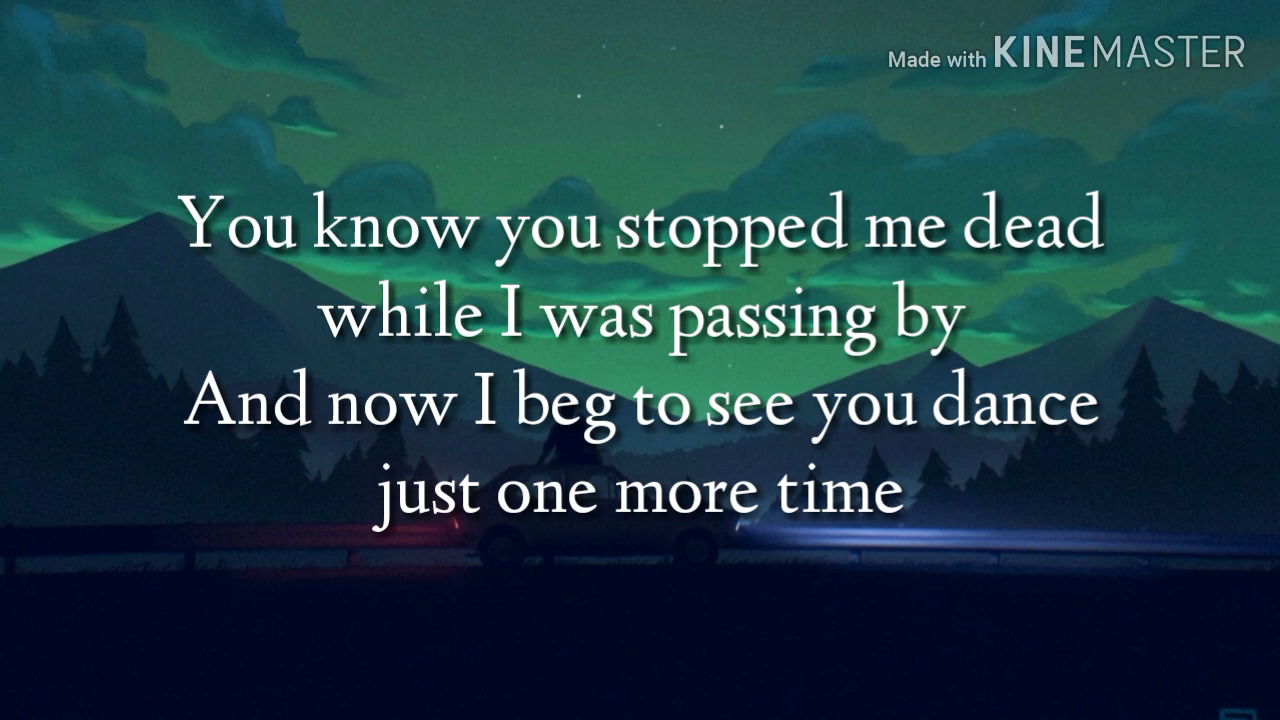 Made with KINEMASTER
You know you stopped me dead
while I was passing by
And now I beg to see you dance
just one more time